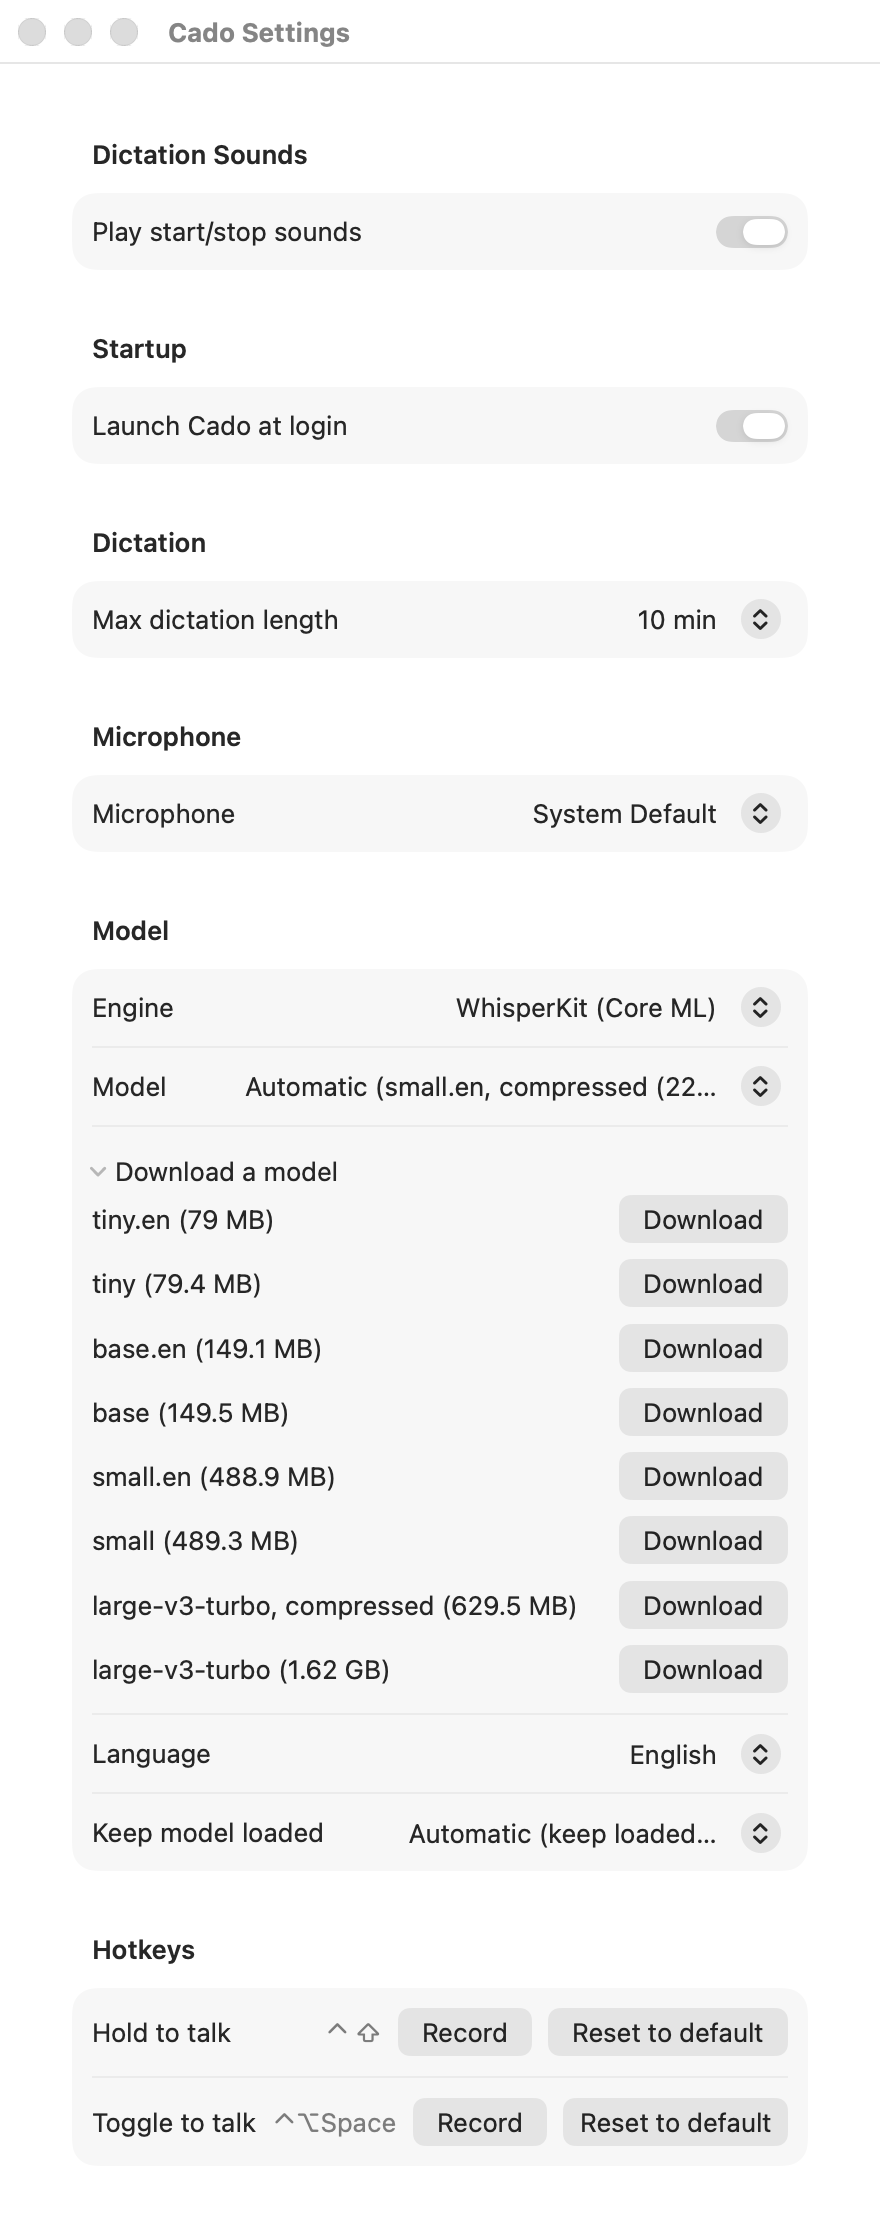 Cado Settings
Dictation Sounds
Play start/stop sounds
Startup
Launch Cado at login
Dictation
Max dictation length 10 min
Microphone
Microphone System Default
Model
Engine WhisperKit (Core ML)
Model Automatic (small.en, compressed (22...
Download a model
tiny.en (79 MB) Download
tiny (79.4 MB) Download
base.en (149.1 MB) Download
base (149.5 MB) Download
small.en (488.9 MB) Download
small (489.3 MB) Download
large-v3-turbo, compressed (629.5 MB) Download
large-v3-turbo (1.62 GB) Download
Language English
Keep model loaded Automatic (keep loaded...
Hotkeys
Hold to talk ^⇧ Record Reset to default
Toggle to talk ^⌥Space Record Reset to default